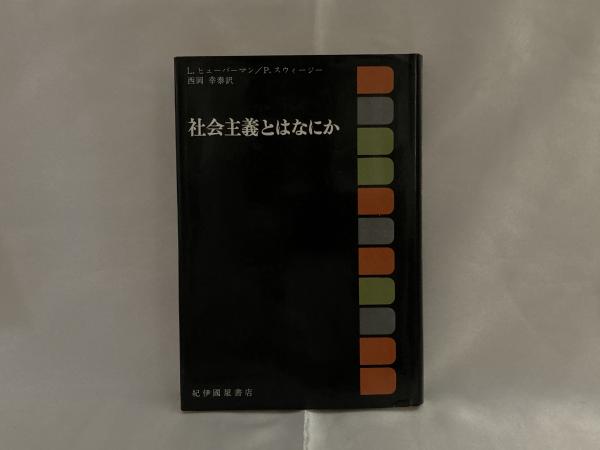 L. ヒューバーマン/P. スウィージー
西岡 幸泰訳
社会主義とはなにか
紀伊國屋書店